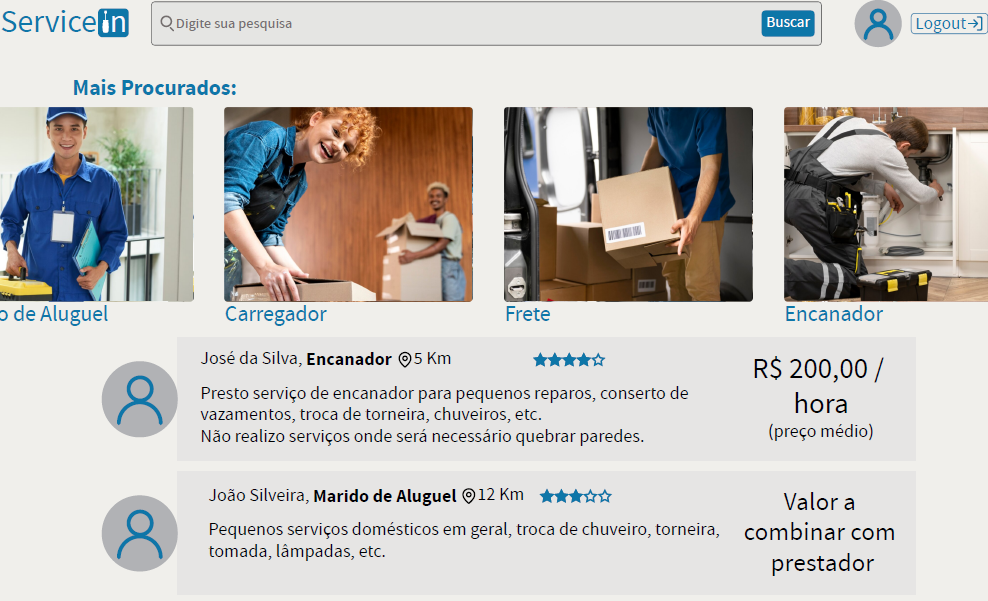 Servicein
Digite sua pesquisa
Buscar
Logout
Mais Procurados:
o de Aluguel
Carregador
Frete
Encanador
José da Silva, Encanador 5 Km
Presto serviço de encanador para pequenos reparos, conserto de
vazamentos, troca de torneira, chuveiros, etc.
Não realizo serviços onde será necessário quebrar paredes.
R$ 200,00 /
hora
(preço médio)
João Silveira, Marido de Aluguel 12 Km
Pequenos serviços domésticos em geral, troca de chuveiro, torneira,
tomada, lâmpadas, etc.
Valor a
combinar com
prestador